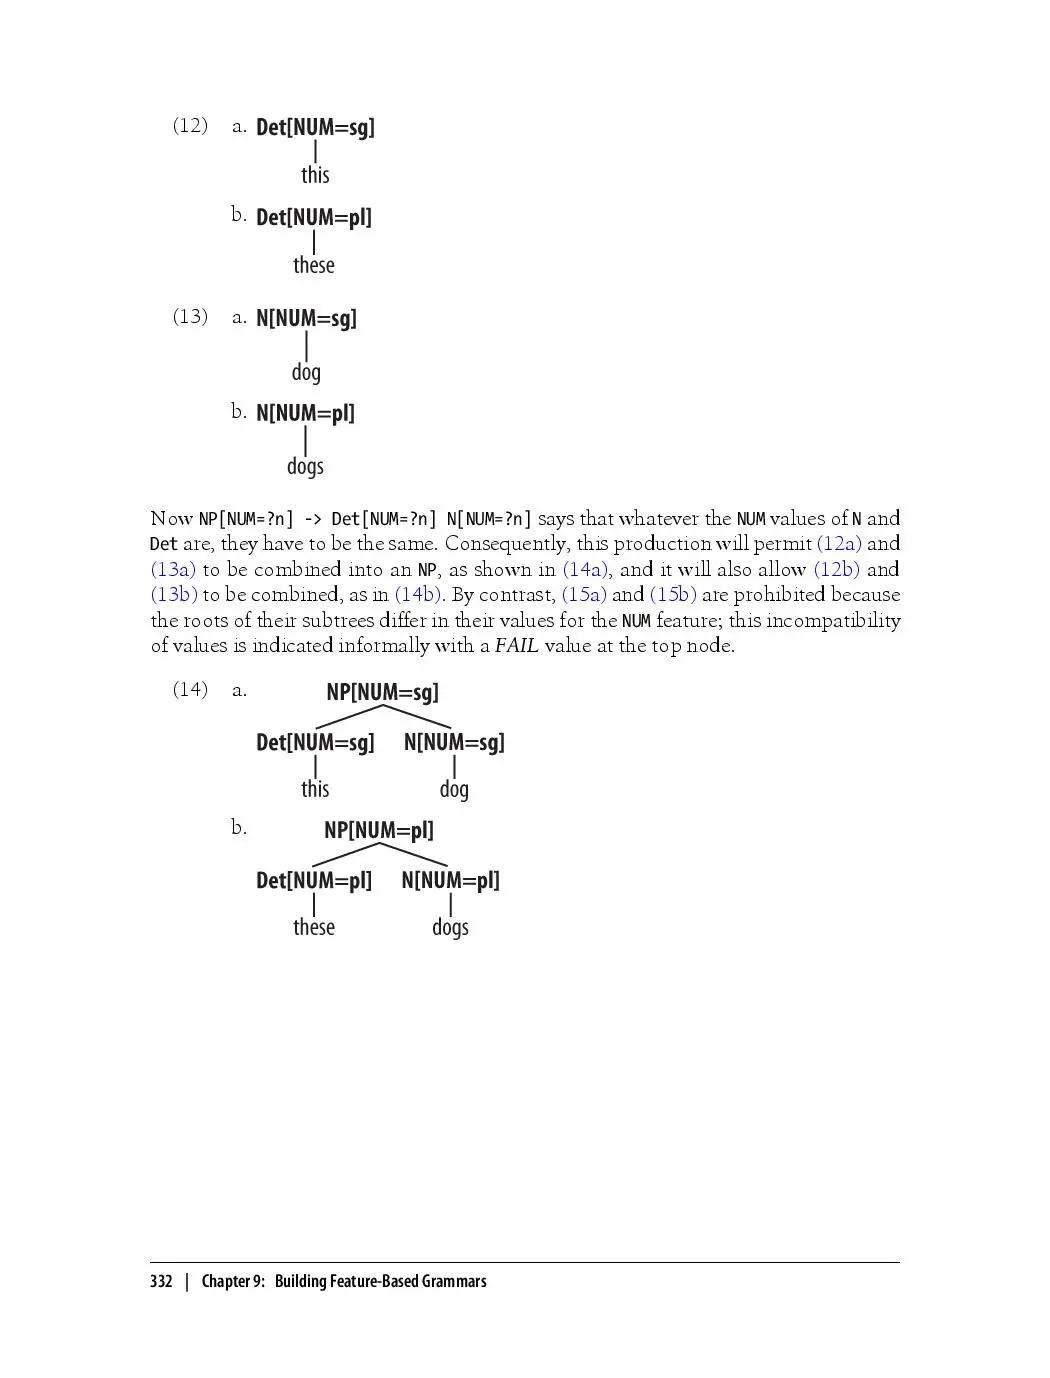 (12) a. Det[NUM=sg]
this
b. Det[NUM=pl]
these
(13) a. N[NUM=sg]
dog
b. N[NUM=pl]
dogs
Now NP[NUM=?n] -> Det[NUM=?n] N[NUM=?n] says that whatever the NUM values of N and
Det are, they have to be the same. Consequently, this production will permit (12a) and
(13a) to be combined into an NP, as shown in (14a), and it will also allow (12b) and
(13b) to be combined, as in (14b). By contrast, (15a) and (15b) are prohibited because
the roots of their subtrees differ in their values for the NUM feature; this incompatibility
of values is indicated informally with a FAIL value at the top node.
(14) a. NP[NUM=sg]
Det[NUM=sg] N[NUM=sg]
this dog
b. NP[NUM=pl]
Det[NUM=pl] N[NUM=pl]
these dogs
332 | Chapter 9: Building Feature-Based Grammars